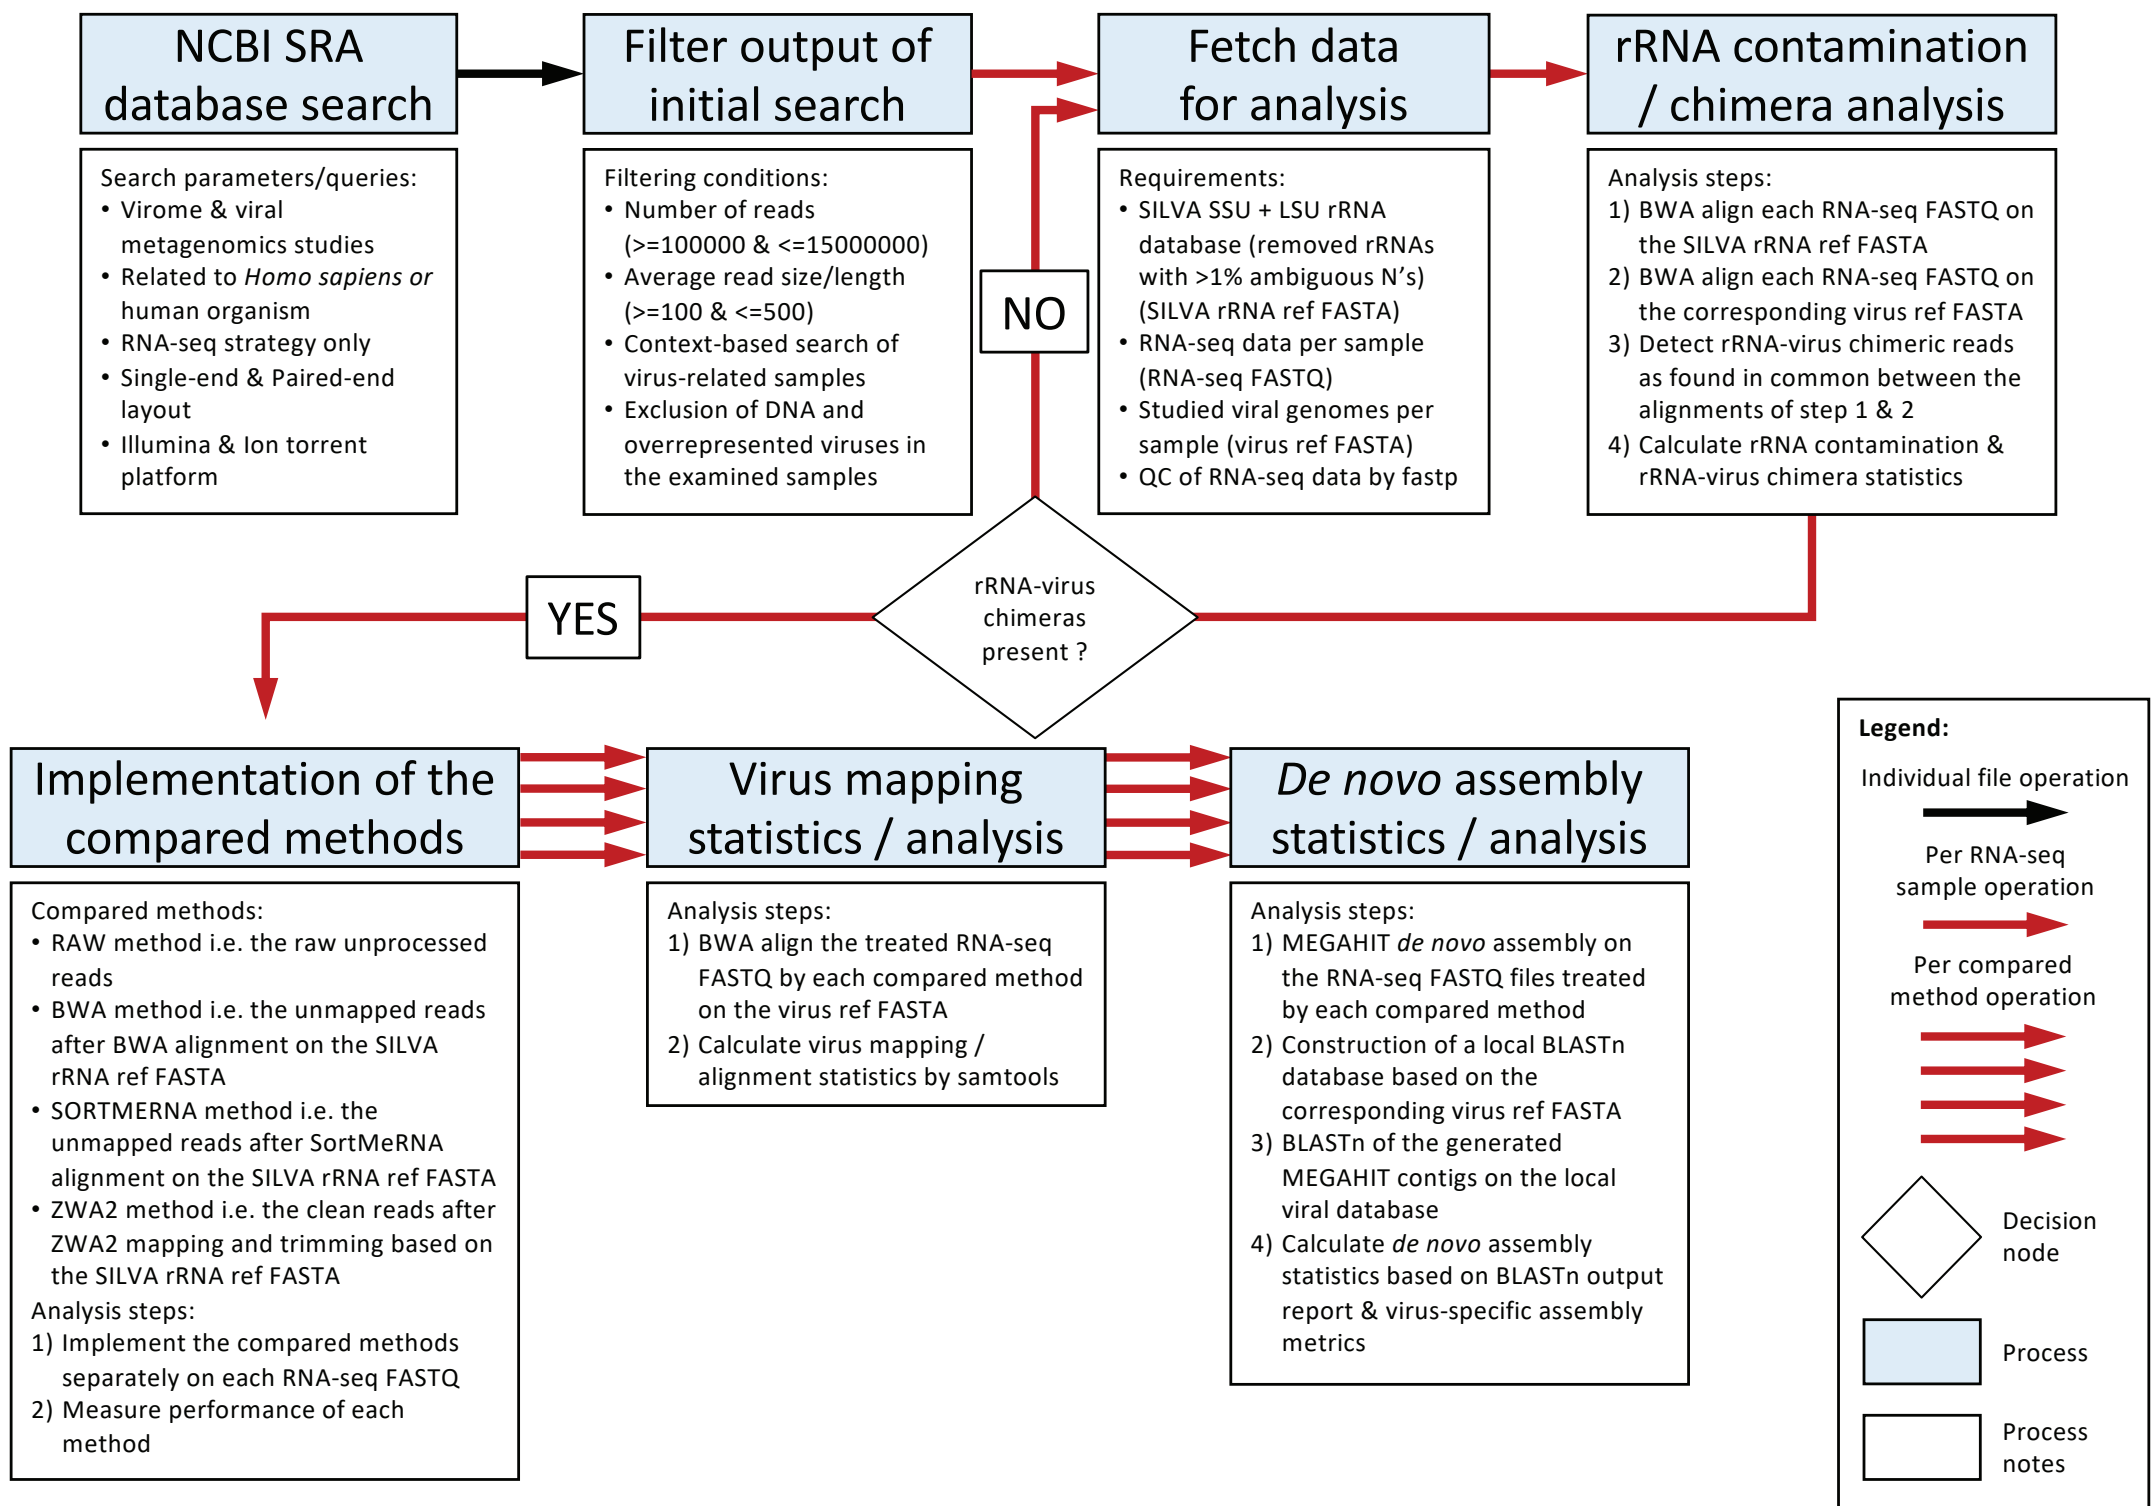 NCBI SRA
database search
Search parameters/queries:
• Virome & viral
metagenomics studies
• Related to Homo sapiens or
human organism
• RNA-seq strategy only
• Single-end & Paired-end
layout
• Illumina & Ion torrent
platform
Filter output of
initial search
Filtering conditions:
• Number of reads
(>=100000 & <=15000000)
• Average read size/length
(>=100 & <=500)
• Context-based search of
virus-related samples
• Exclusion of DNA and
overrepresented viruses in
the examined samples
Fetch data
for analysis
Requirements:
• SILVA SSU + LSU rRNA
database (removed rRNAs
with >1% ambiguous N’s)
(SILVA rRNA ref FASTA)
• RNA-seq data per sample
(RNA-seq FASTQ)
• Studied viral genomes per
sample (virus ref FASTA)
• QC of RNA-seq data by fastp
rRNA contamination
/ chimera analysis
Analysis steps:
1) BWA align each RNA-seq FASTQ on
the SILVA rRNA ref FASTA
2) BWA align each RNA-seq FASTQ on
the corresponding virus ref FASTA
3) Detect rRNA-virus chimeric reads
as found in common between the
alignments of step 1 & 2
4) Calculate rRNA contamination &
rRNA-virus chimera statistics
NO
rRNA-virus
chimeras
present ?
YES
Implementation of the
compared methods
Compared methods:
• RAW method i.e. the raw unprocessed
reads
• BWA method i.e. the unmapped reads
after BWA alignment on the SILVA
rRNA ref FASTA
• SORTMERNA method i.e. the
unmapped reads after SortMeRNA
alignment on the SILVA rRNA ref FASTA
• ZWA2 method i.e. the clean reads after
ZWA2 mapping and trimming based on
the SILVA rRNA ref FASTA
Analysis steps:
1) Implement the compared methods
separately on each RNA-seq FASTQ
2) Measure performance of each
method
Virus mapping
statistics / analysis
Analysis steps:
1) BWA align the treated RNA-seq
FASTQ by each compared method
on the virus ref FASTA
2) Calculate virus mapping /
alignment statistics by samtools
De novo assembly
statistics / analysis
Analysis steps:
1) MEGAHIT de novo assembly on
the RNA-seq FASTQ files treated
by each compared method
2) Construction of a local BLASTn
database based on the
corresponding virus ref FASTA
3) BLASTn of the generated
MEGAHIT contigs on the local
viral database
4) Calculate de novo assembly
statistics based on BLASTn output
report & virus-specific assembly
metrics
Legend:
Individual file operation
Per RNA-seq
sample operation
Per compared
method operation
Decision
node
Process
Process
notes